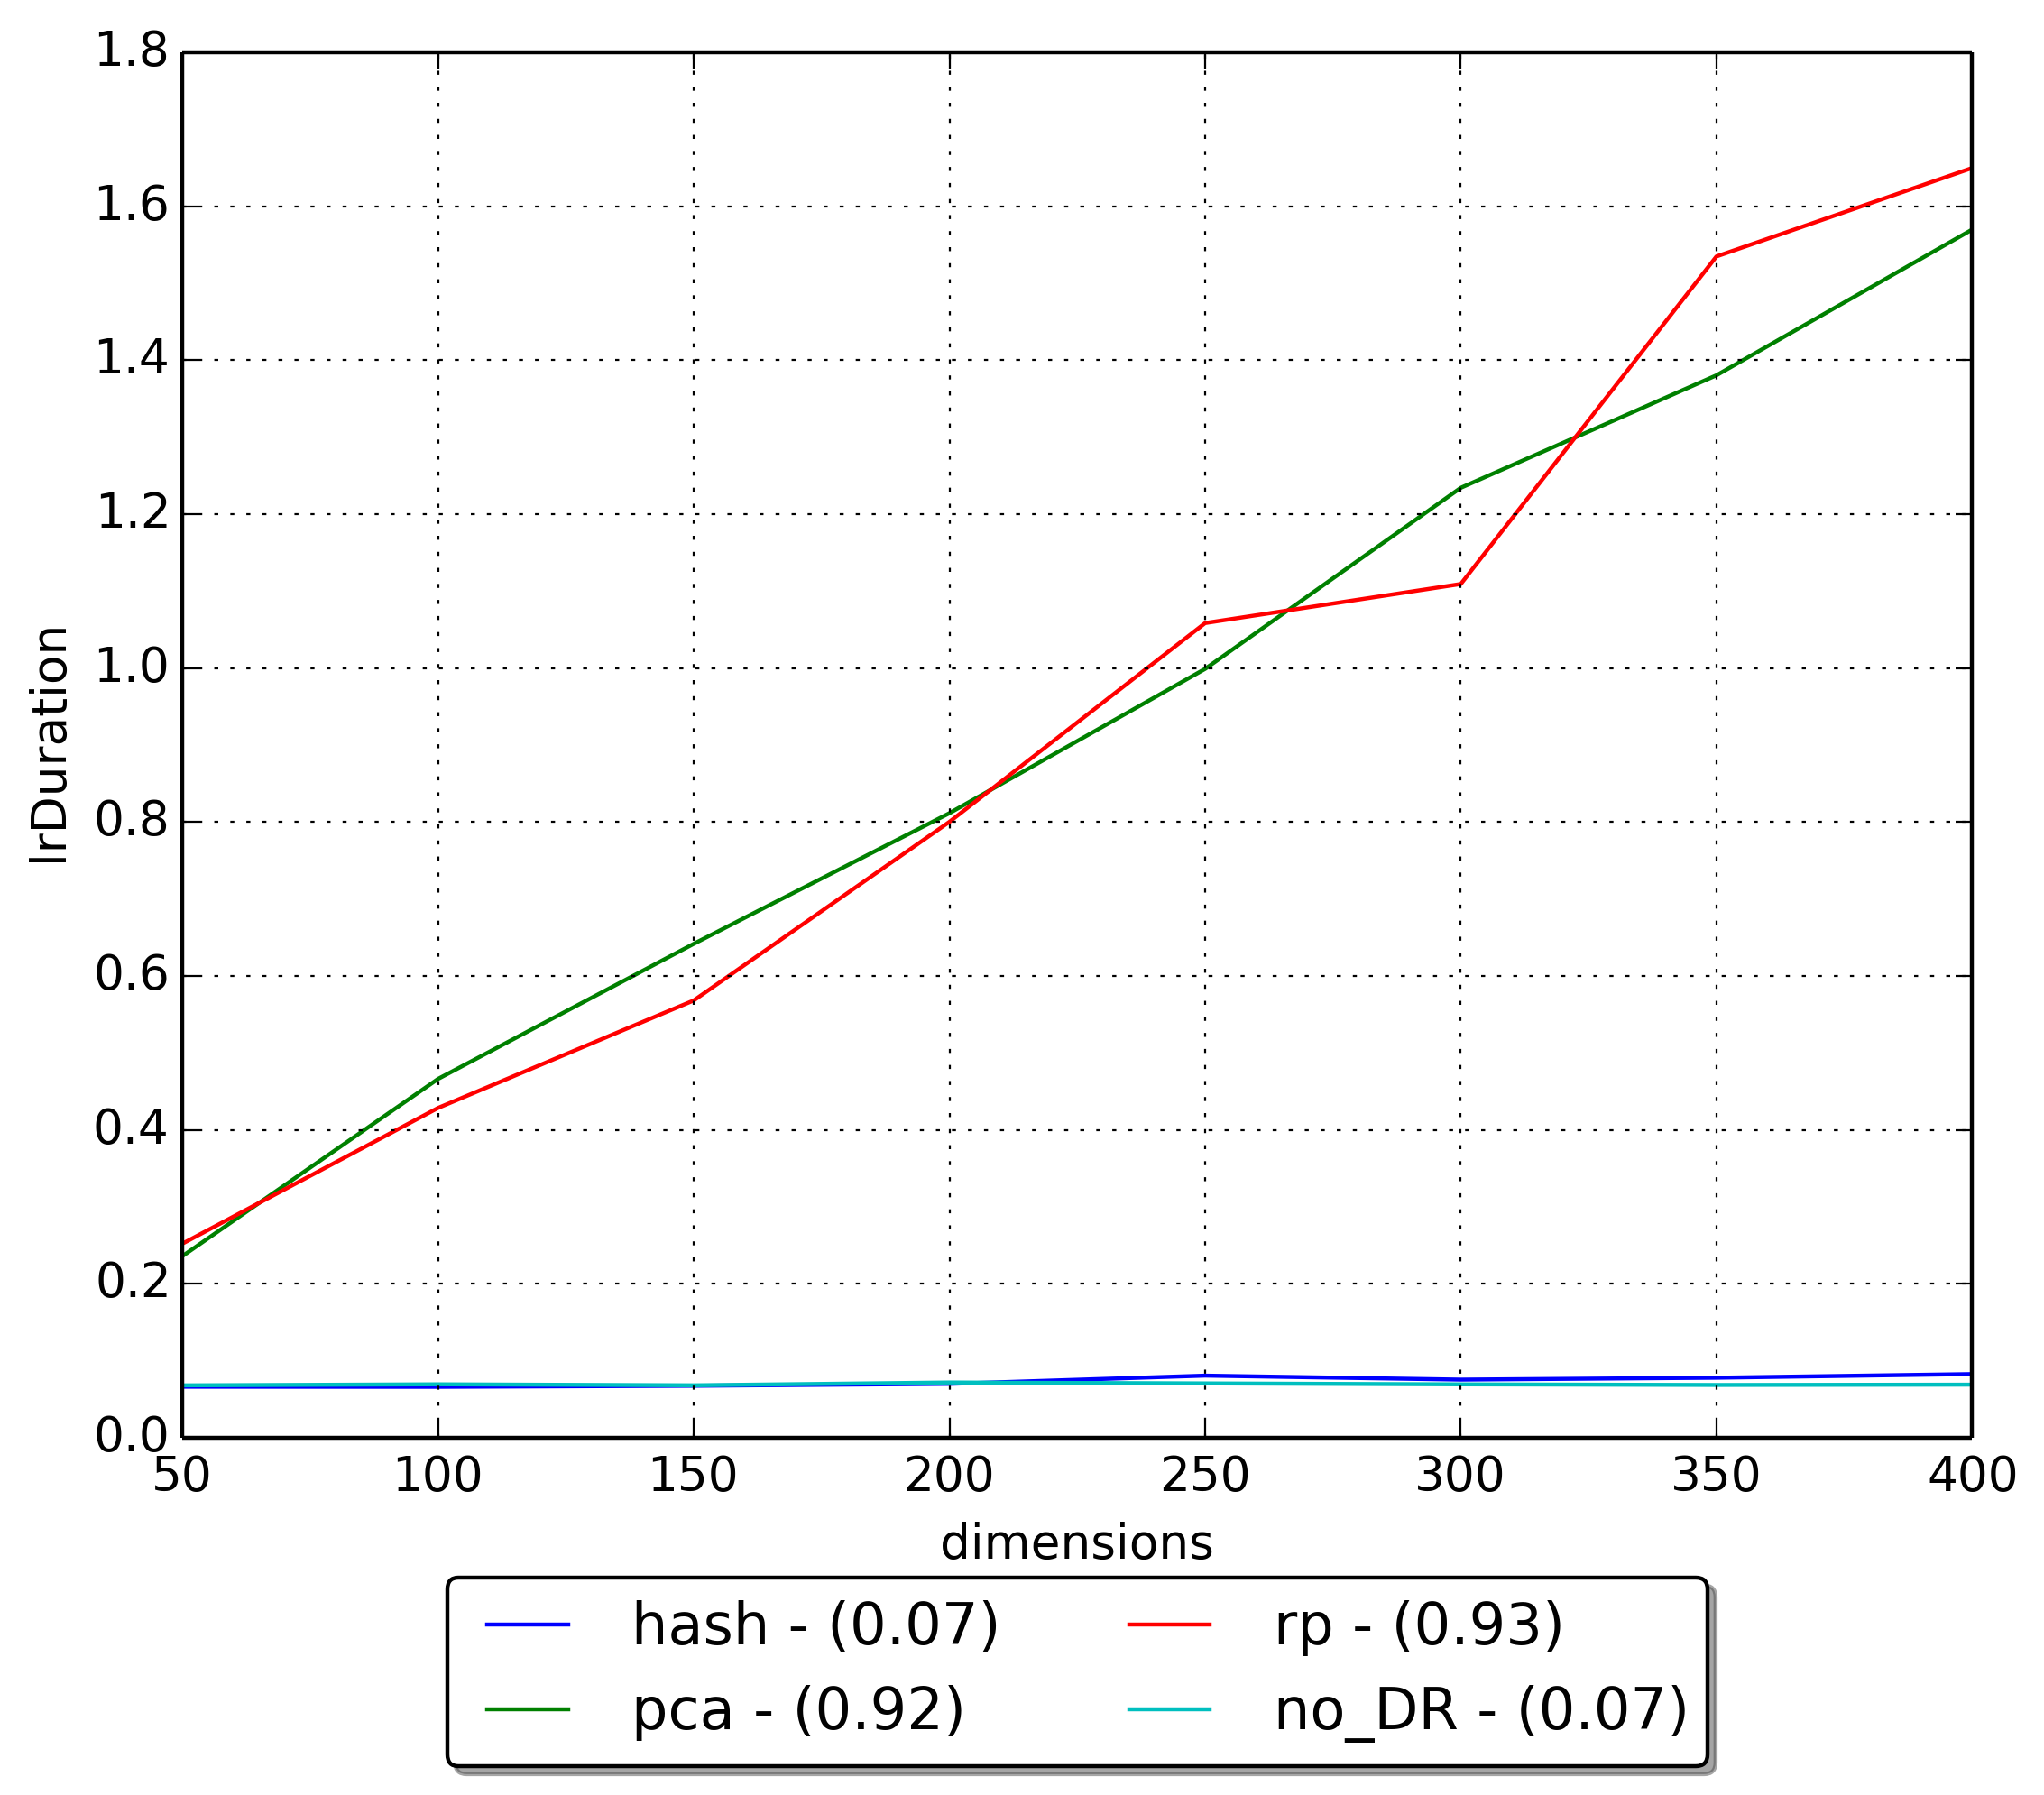 1.8
1.6
1.4
1.2
1.0
0.8
0.6
0.4
0.2
0.0
lrDuration
50 100 150 200 250 300 350 400
dimensions
hash - (0.07) rp - (0.93)
pca - (0.92) no_DR - (0.07)